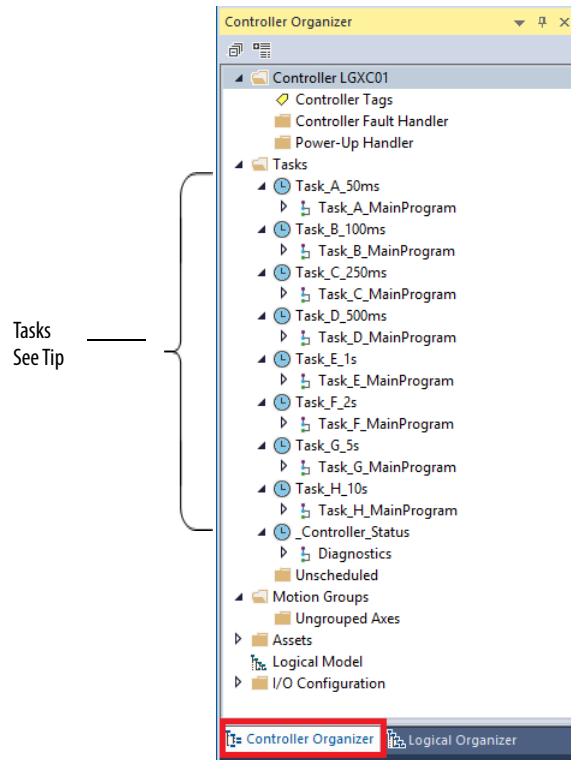 Controller Organizer
Controller LGXC01
Controller Tags
Controller Fault Handler
Power-Up Handler
Tasks
Task_A_50ms
Task_A_MainProgram
Task_B_100ms
Task_B_MainProgram
Task_C_250ms
Task_C_MainProgram
Task_D_500ms
Task_D_MainProgram
Task_E_1s
Task_E_MainProgram
Task_F_2s
Task_F_MainProgram
Task_G_5s
Task_G_MainProgram
Task_H_10s
Task_H_MainProgram
_Controller_Status
Diagnostics
Unscheduled
Motion Groups
Ungrouped Axes
Assets
Logical Model
I/O Configuration
Controller Organizer
Logical Organizer
Tasks
See Tip